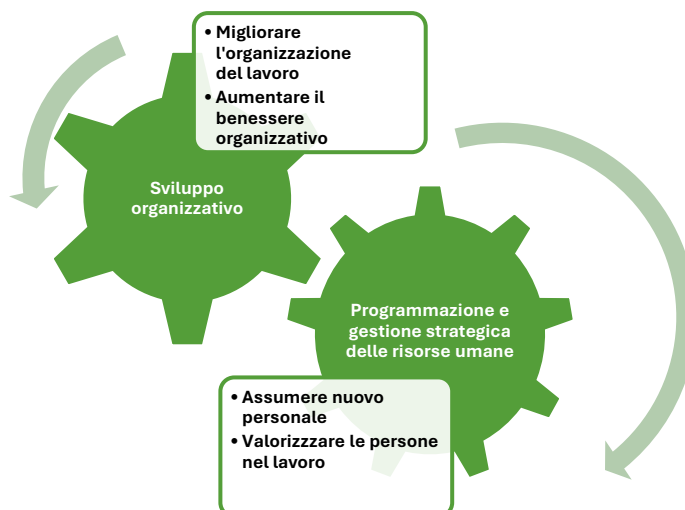 • Migliorare
l'organizzazione
del lavoro
• Aumentare il
benessere
organizzativo
Sviluppo
organizzativo
Programmazione e
gestione strategica
delle risorse umane
• Assumere nuovo
personale
• Valorizzzare le persone
nel lavoro